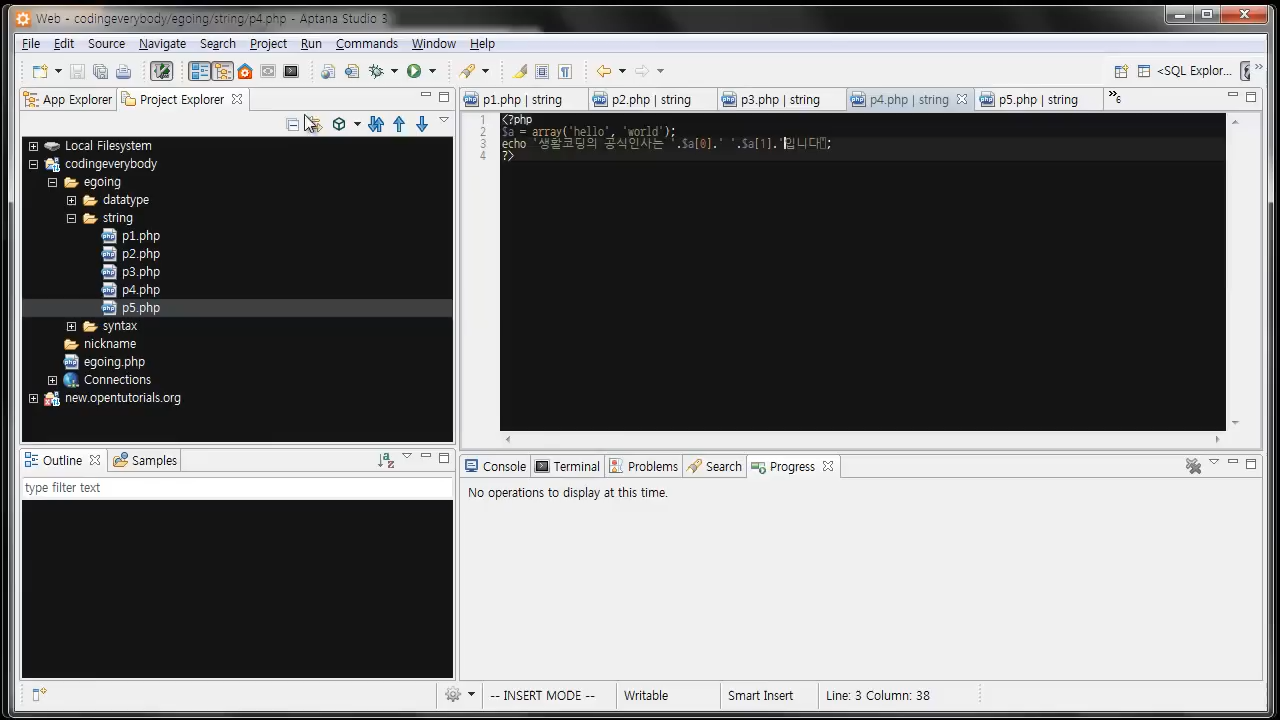 Web - codingeverybody/egoing/string/p4.php - Aptana Studio 3
File Edit Source Navigate Search Project Run Commands Window Help
<SQL Explor...
App Explorer Project Explorer
p1.php | string p2.php | string p3.php | string p4.php | string p5.php | string »6
Local Filesystem
codingeverybody
egoing
datatype
string
p1.php
p2.php
p3.php
p4.php
p5.php
syntax
nickname
egoing.php
Connections
new.opentutorials.org
1 <?php
2 $a = array('hello', 'world');
3 echo '생활코딩의 공식인사는 '.$a[0].' '.$a[1].'입니다';
4 ?>
Outline Samples
type filter text
Console Terminal Problems Search Progress
No operations to display at this time.
-- INSERT MODE -- Writable Smart Insert Line: 3 Column: 38